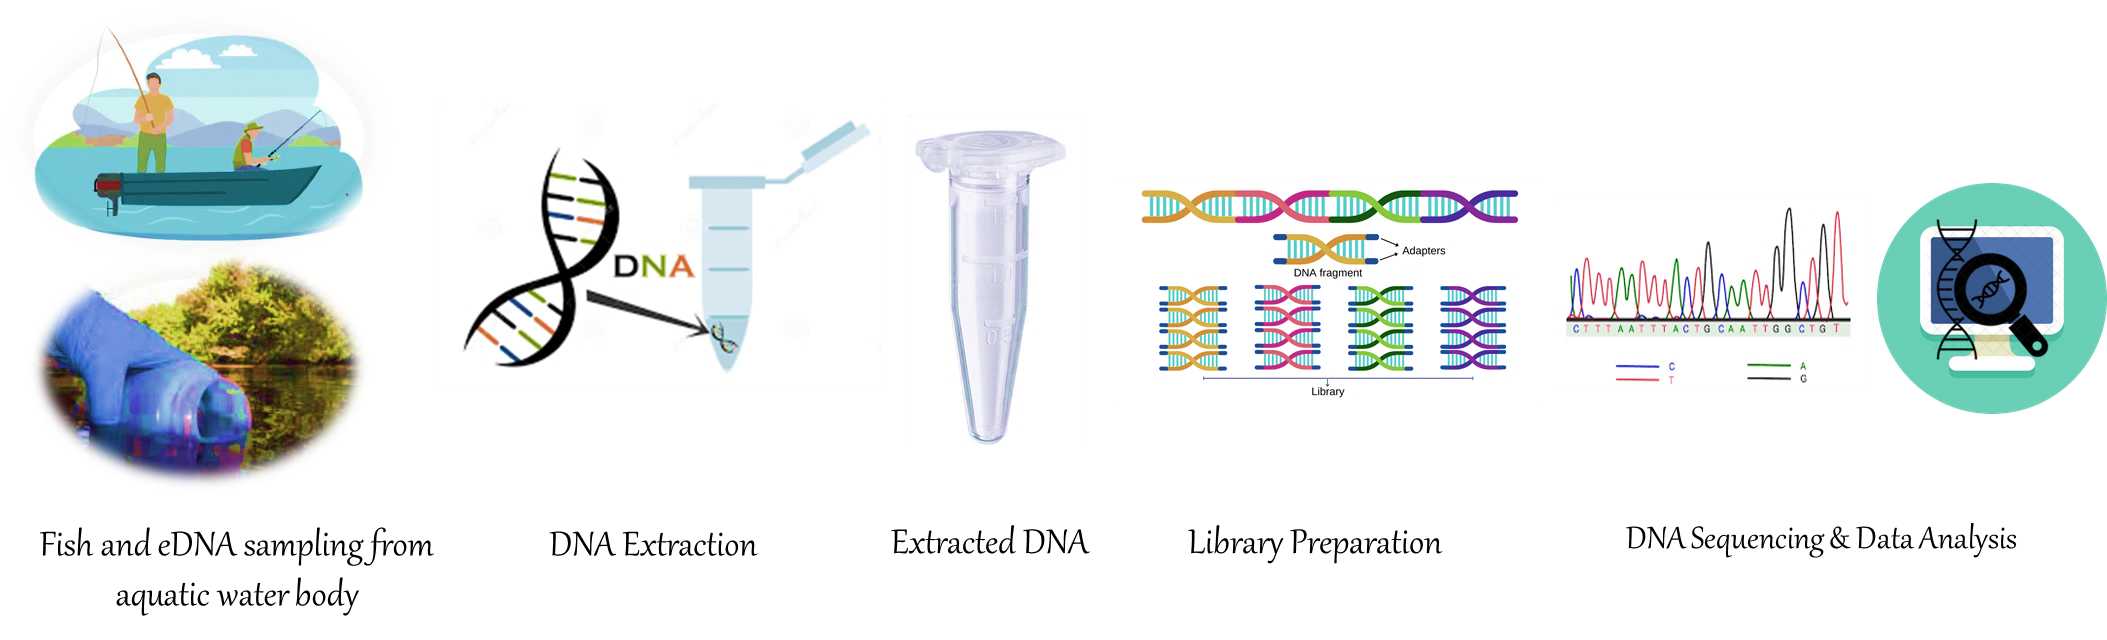 DNA
Adapters
DNA fragment
Library
C T T T A A T T T A C T G C A A T T G G C T G T
C
T
A
G
Fish and eDNA sampling from
aquatic water body
DNA Extraction
Extracted DNA
Library Preparation
DNA Sequencing & Data Analysis